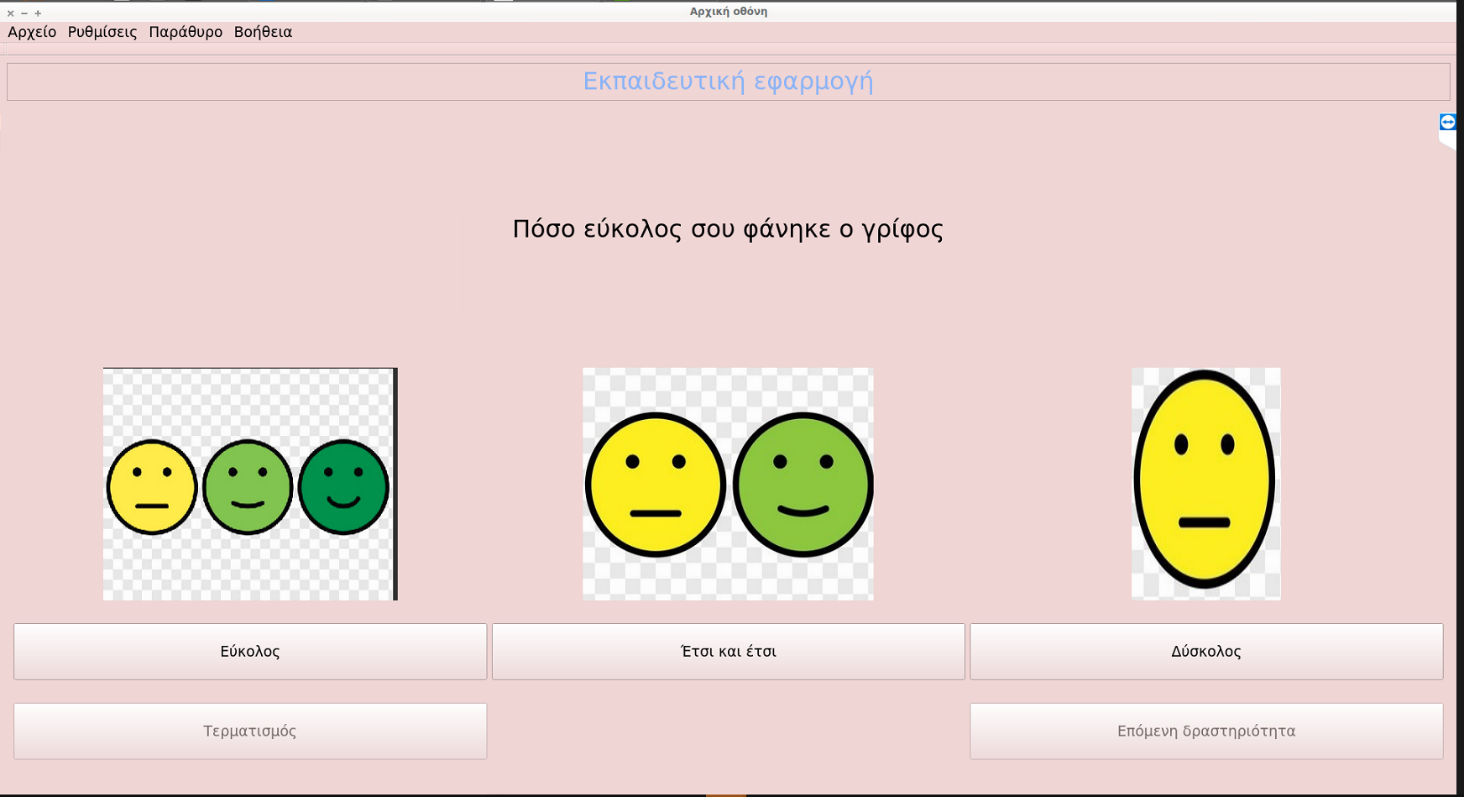 Αρχική οθόνη
Αρχείο Ρυθμίσεις Παράθυρο Βοήθεια
Εκπαιδευτική εφαρμογή
Πόσο εύκολος σου φάνηκε ο γρίφος
Εύκολος
Έτσι και έτσι
Δύσκολος
Τερματισμός
Επόμενη δραστηριότητα